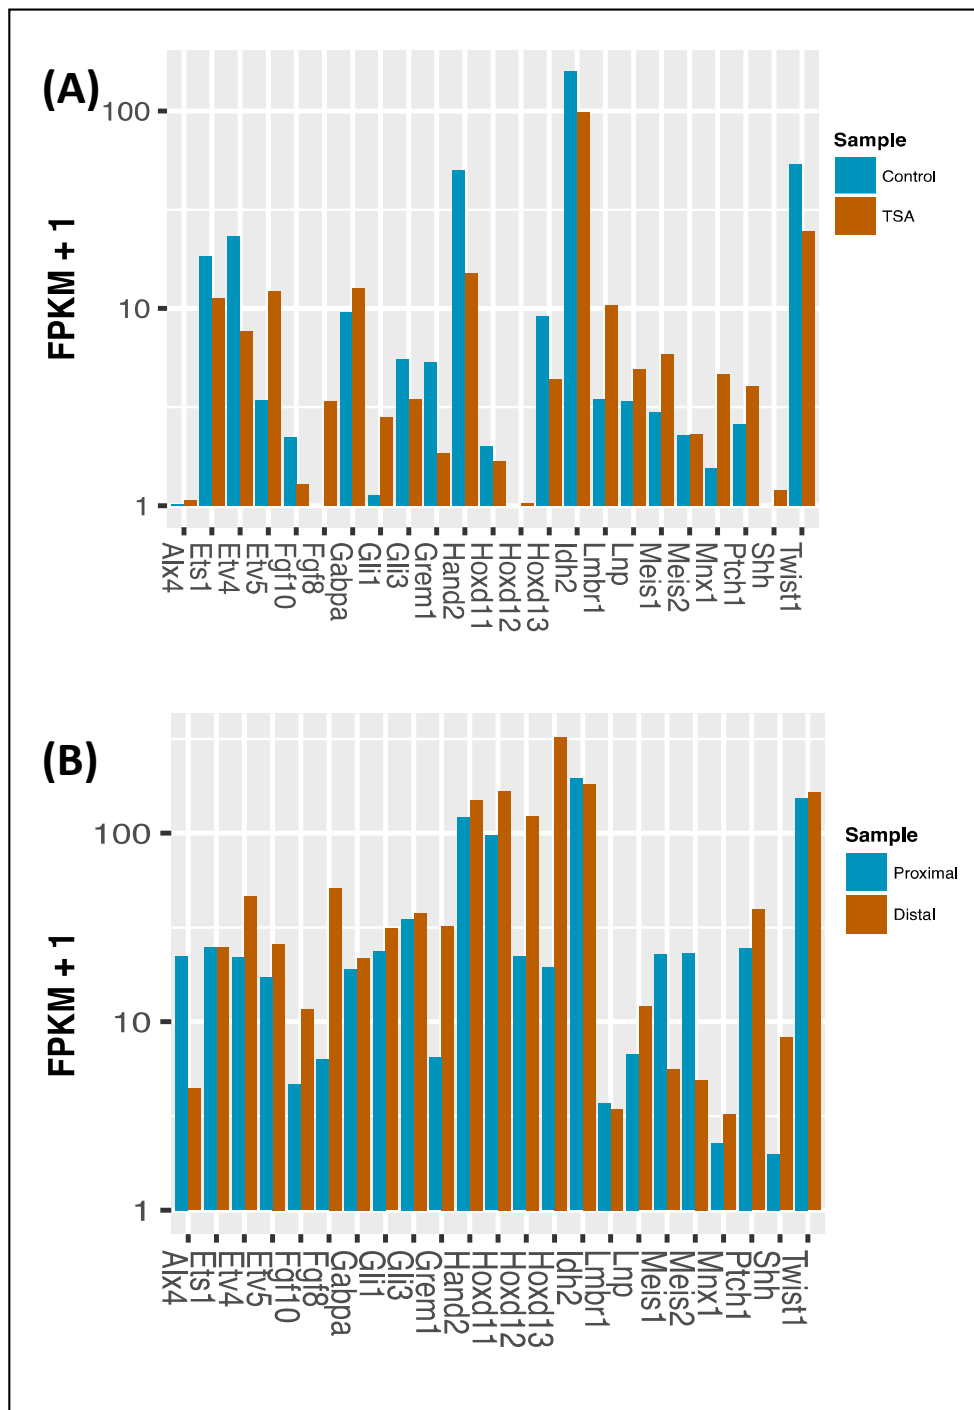 (A)
100
10
1
FPKM + 1
Sample
Control
TSA
Alx4
Ets1
Etv4
Etv5
Fgf10
Fgf8
Gabpa
Gli1
Gli3
Grem1
Hand2
Hoxd11
Hoxd12
Hoxd13
Idh2
Lmbr1
Lnp
Meis1
Meis2
Mnx1
Ptch1
Shh
Twist1
(B)
100
10
1
FPKM + 1
Sample
Proximal
Distal
Alx4
Ets1
Etv4
Etv5
Fgf10
Fgf8
Gabpa
Gli1
Gli3
Grem1
Hand2
Hoxd11
Hoxd12
Hoxd13
Idh2
Lmbr1
Lnp
Meis1
Meis2
Mnx1
Ptch1
Shh
Twist1